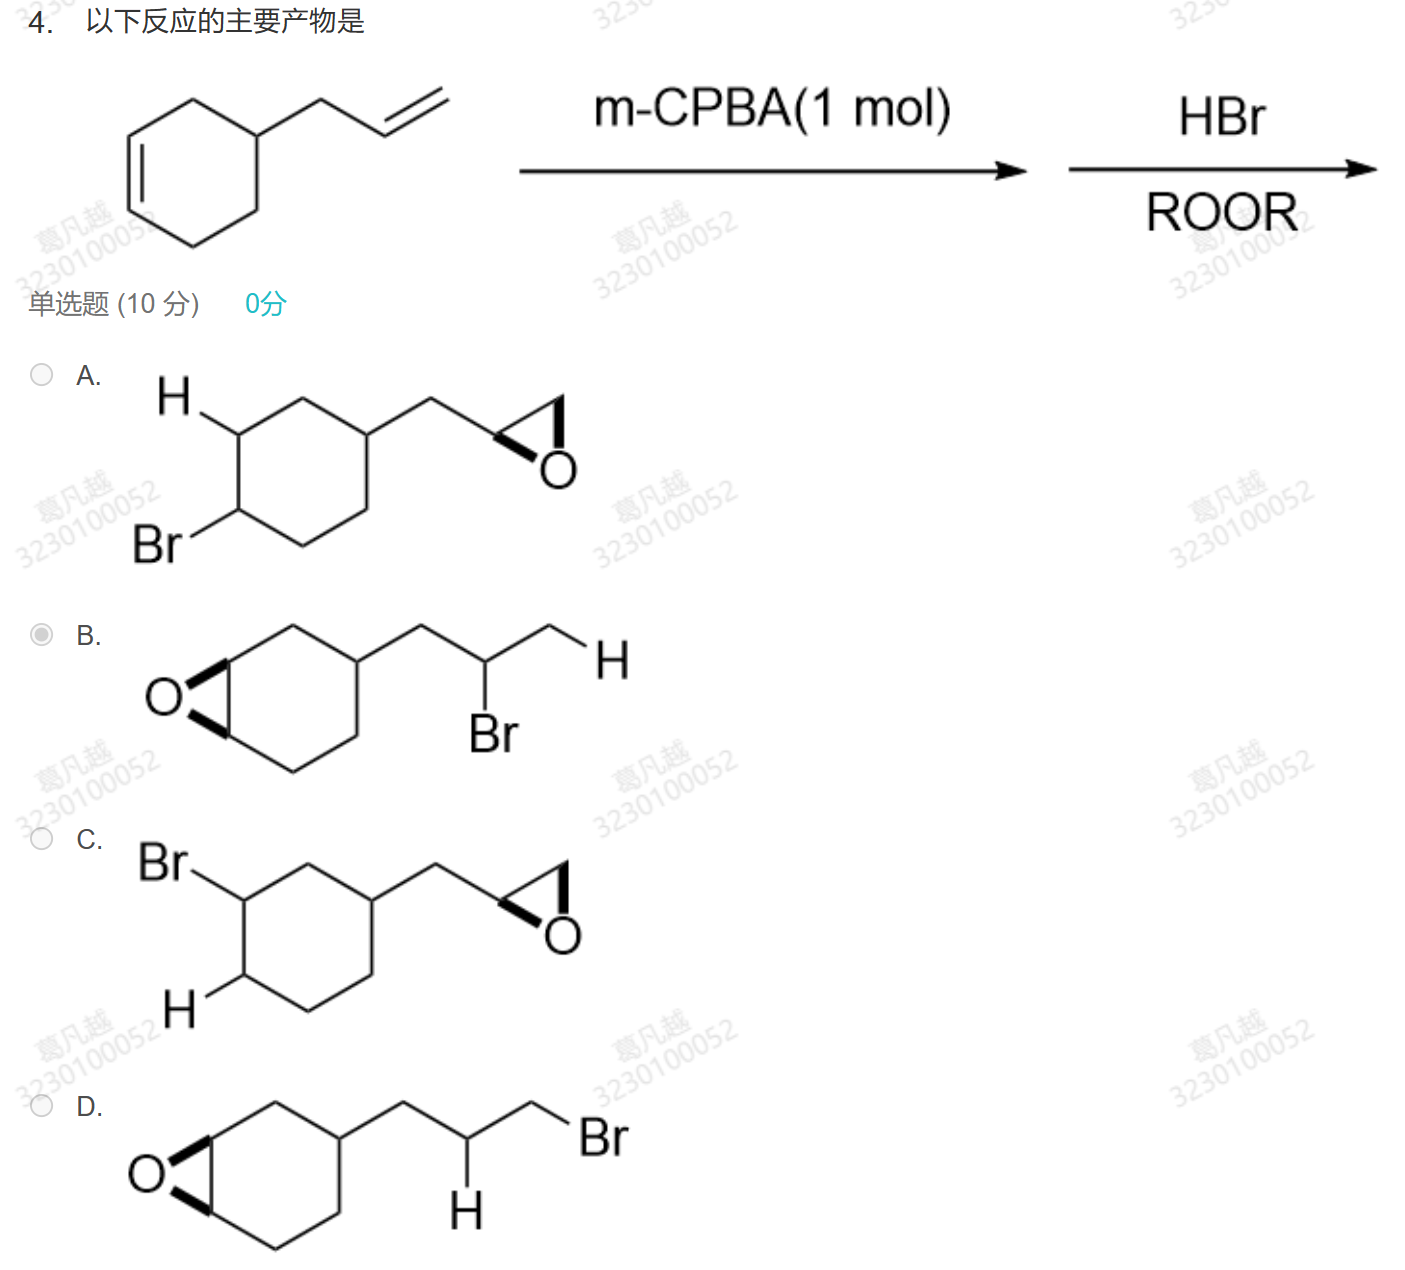 4. 以下反应的主要产物是
m-CPBA(1 mol)
HBr
ROOR
单选题 (10 分) 0分
A.
H
O
Br
B.
H
O
Br
C.
Br
O
H
D.
Br
O
H
葛凡越
3230100052
葛凡越
3230100052
葛凡越
3230100052
葛凡越
3230100052
葛凡越
3230100052
葛凡越
3230100052
葛凡越
3230100052
葛凡越
3230100052
葛凡越
3230100052
葛凡越
3230100052
葛凡越
3230100052
葛凡越
3230100052